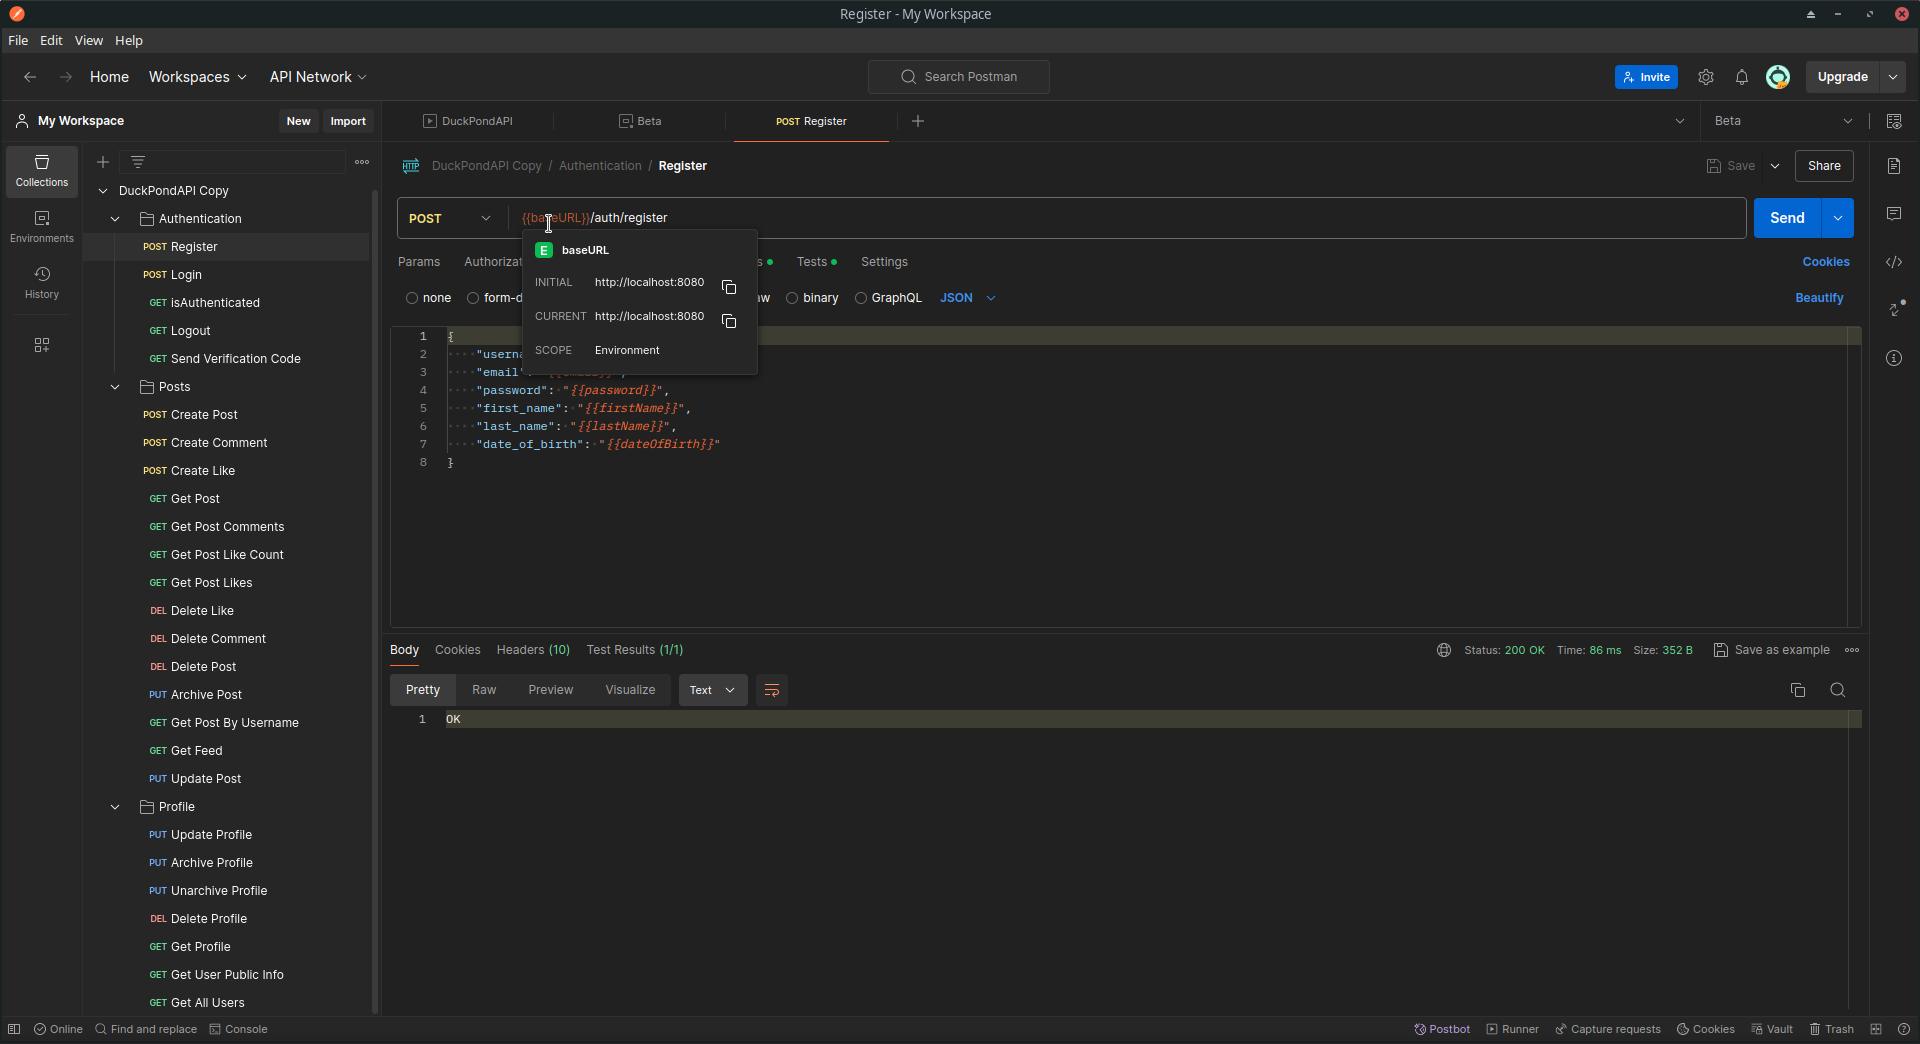 Register - My Workspace
File Edit View Help
Home Workspaces API Network Search Postman Invite Upgrade
My Workspace New Import
DuckPondAPI Beta POST Register Beta
Collections
Environments
History
DuckPondAPI Copy
Authentication
POST Register
POST Login
GET isAuthenticated
GET Logout
POST Send Verification Code
Posts
POST Create Post
POST Create Comment
POST Create Like
GET Get Post
GET Get Post Comments
GET Get Post Like Count
GET Get Post Likes
DEL Delete Like
DEL Delete Comment
DEL Delete Post
PUT Archive Post
GET Get Post By Username
GET Get Feed
PUT Update Post
Profile
PUT Update Profile
PUT Archive Profile
PUT Unarchive Profile
DEL Delete Profile
GET Get Profile
GET Get User Public Info
GET Get All Users
HTTP DuckPondAPI Copy / Authentication / Register Save Share
POST {{baseURL}}/auth/register Send
E baseURL
INITIAL http://localhost:8080
CURRENT http://localhost:8080
SCOPE Environment
Params Authorizat s Tests Settings Cookies
none form-d aw binary GraphQL JSON Beautify
1 {
2 "userna
3 "email"
4 "password": "{{password}}",
5 "first_name": "{{firstName}}",
6 "last_name": "{{lastName}}",
7 "date_of_birth": "{{dateOfBirth}}"
8 }
Body Cookies Headers (10) Test Results (1/1) Status: 200 OK Time: 86 ms Size: 352 B Save as example
Pretty Raw Preview Visualize Text
1 OK
Online Find and replace Console Postbot Runner Capture requests Cookies Vault Trash